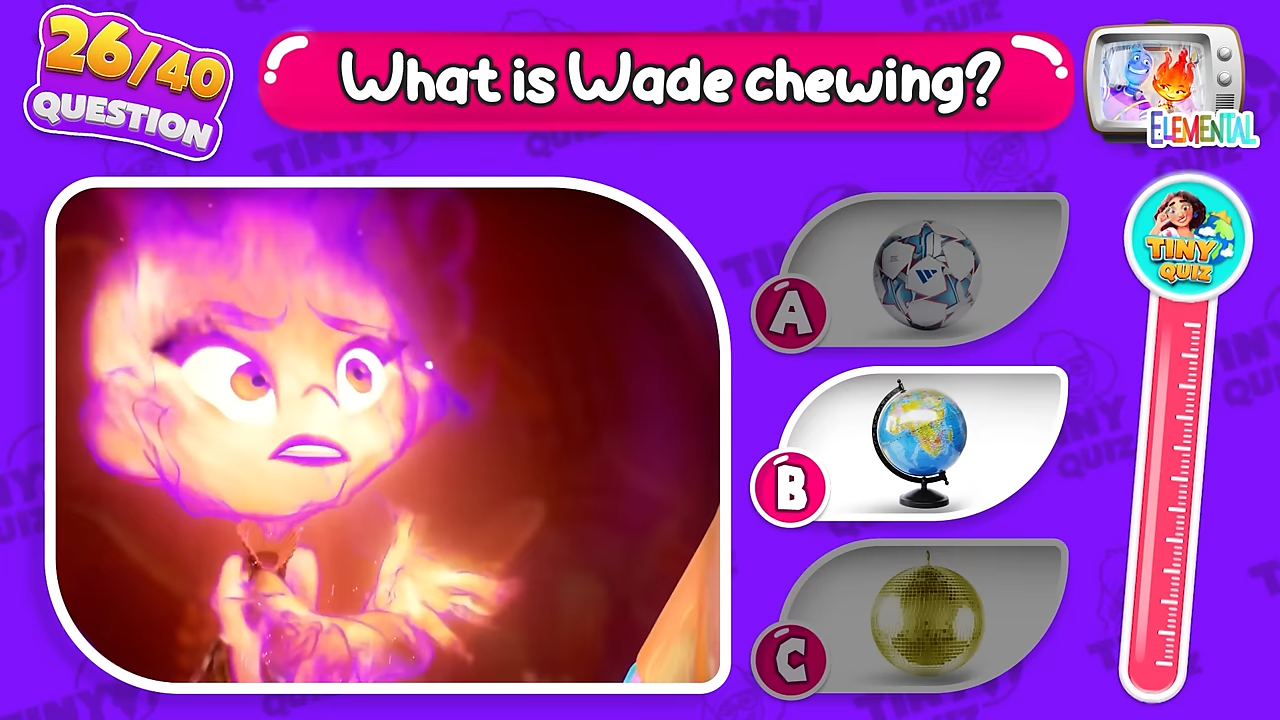 26/40
QUESTION
What is Wade chewing?
ELEMENTAL
TINY
QUIZ
A
B
C